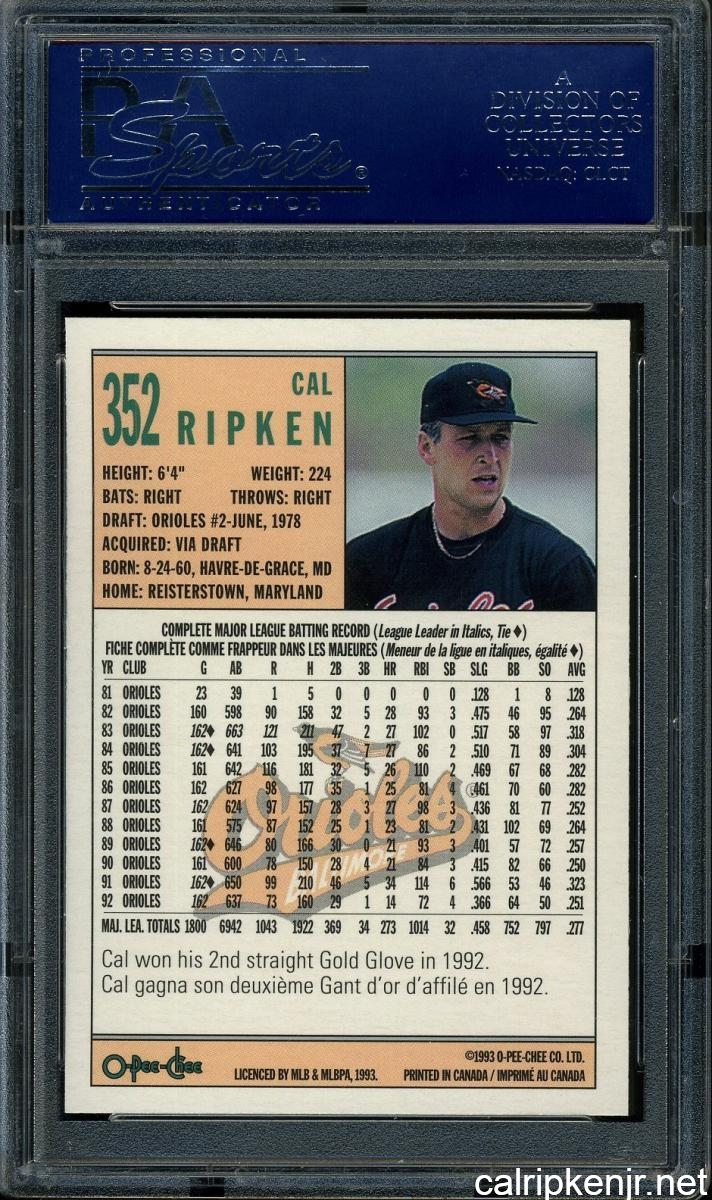 PROFESSIONAL
PSA
Sports®
AUTHENTICATOR
A
DIVISION OF
COLLECTORS
UNIVERSE
NASDAQ: CLCT
352
CAL
RIPKEN
HEIGHT: 6'4" WEIGHT: 224
BATS: RIGHT THROWS: RIGHT
DRAFT: ORIOLES #2-JUNE, 1978
ACQUIRED: VIA DRAFT
BORN: 8-24-60, HAVRE-DE-GRACE, MD
HOME: REISTERSTOWN, MARYLAND
COMPLETE MAJOR LEAGUE BATTING RECORD (League Leader in Italics, Tie ♦)
FICHE COMPLÈTE COMME FRAPPEUR DANS LES MAJEURES (Meneur de la ligue en italiques, égalité ♦)
YR CLUB G AB R H 2B 3B HR RBI SB SLG BB SO AVG
81 ORIOLES 23 39 1 5 0 0 0 0 0 .128 1 8 .128
82 ORIOLES 160 598 90 158 32 5 28 93 3 .475 46 95 .264
83 ORIOLES 162♦ 663 121 211 47 2 27 102 0 .517 58 97 .318
84 ORIOLES 162♦ 641 103 195 37 7 27 86 2 .510 71 89 .304
85 ORIOLES 161 642 116 181 32 5 26 110 2 .469 67 68 .282
86 ORIOLES 162 627 98 177 35 1 25 81 4 .461 70 60 .282
87 ORIOLES 162 624 97 157 28 3 27 98 3 .436 81 77 .252
88 ORIOLES 161 575 87 152 25 1 23 81 2 .431 102 69 .264
89 ORIOLES 162♦ 646 80 166 30 0 21 93 3 .401 57 72 .257
90 ORIOLES 161 600 78 150 28 4 21 84 3 .415 82 66 .250
91 ORIOLES 162♦ 650 99 210 46 5 34 114 6 .566 53 46 .323
92 ORIOLES 162 637 73 160 29 1 14 72 4 .366 64 50 .251
MAJ. LEA. TOTALS 1800 6942 1043 1922 369 34 273 1014 32 .458 752 797 .277
Orioles®
BALTIMORE
Cal won his 2nd straight Gold Glove in 1992.
Cal gagna son deuxième Gant d'or d'affilé en 1992.
O-Pee-Chee
©1993 O-PEE-CHEE CO. LTD.
LICENCED BY MLB & MLBPA, 1993. PRINTED IN CANADA / IMPRIMÉ AU CANADA
calripkenjr.net